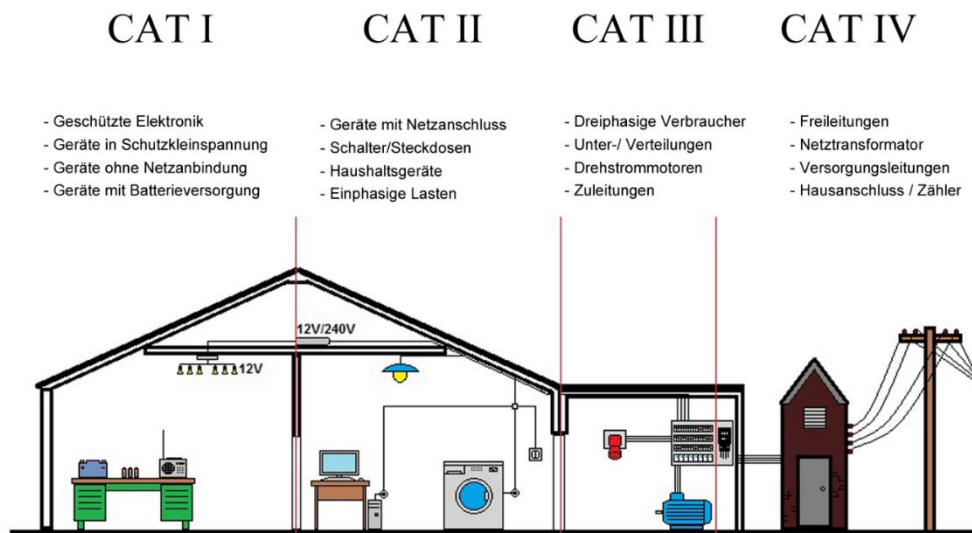 CAT I
CAT II
CAT III
CAT IV
- Geschützte Elektronik
- Geräte in Schutzkleinspannung
- Geräte ohne Netzanbindung
- Geräte mit Batterieversorgung
- Geräte mit Netzanschluss
- Schalter/Steckdosen
- Haushaltsgeräte
- Einphasige Lasten
- Dreiphasige Verbraucher
- Unter-/ Verteilungen
- Drehstrommotoren
- Zuleitungen
- Freileitungen
- Netztransformator
- Versorgungsleitungen
- Hausanschluss / Zähler
12V/240V
12V